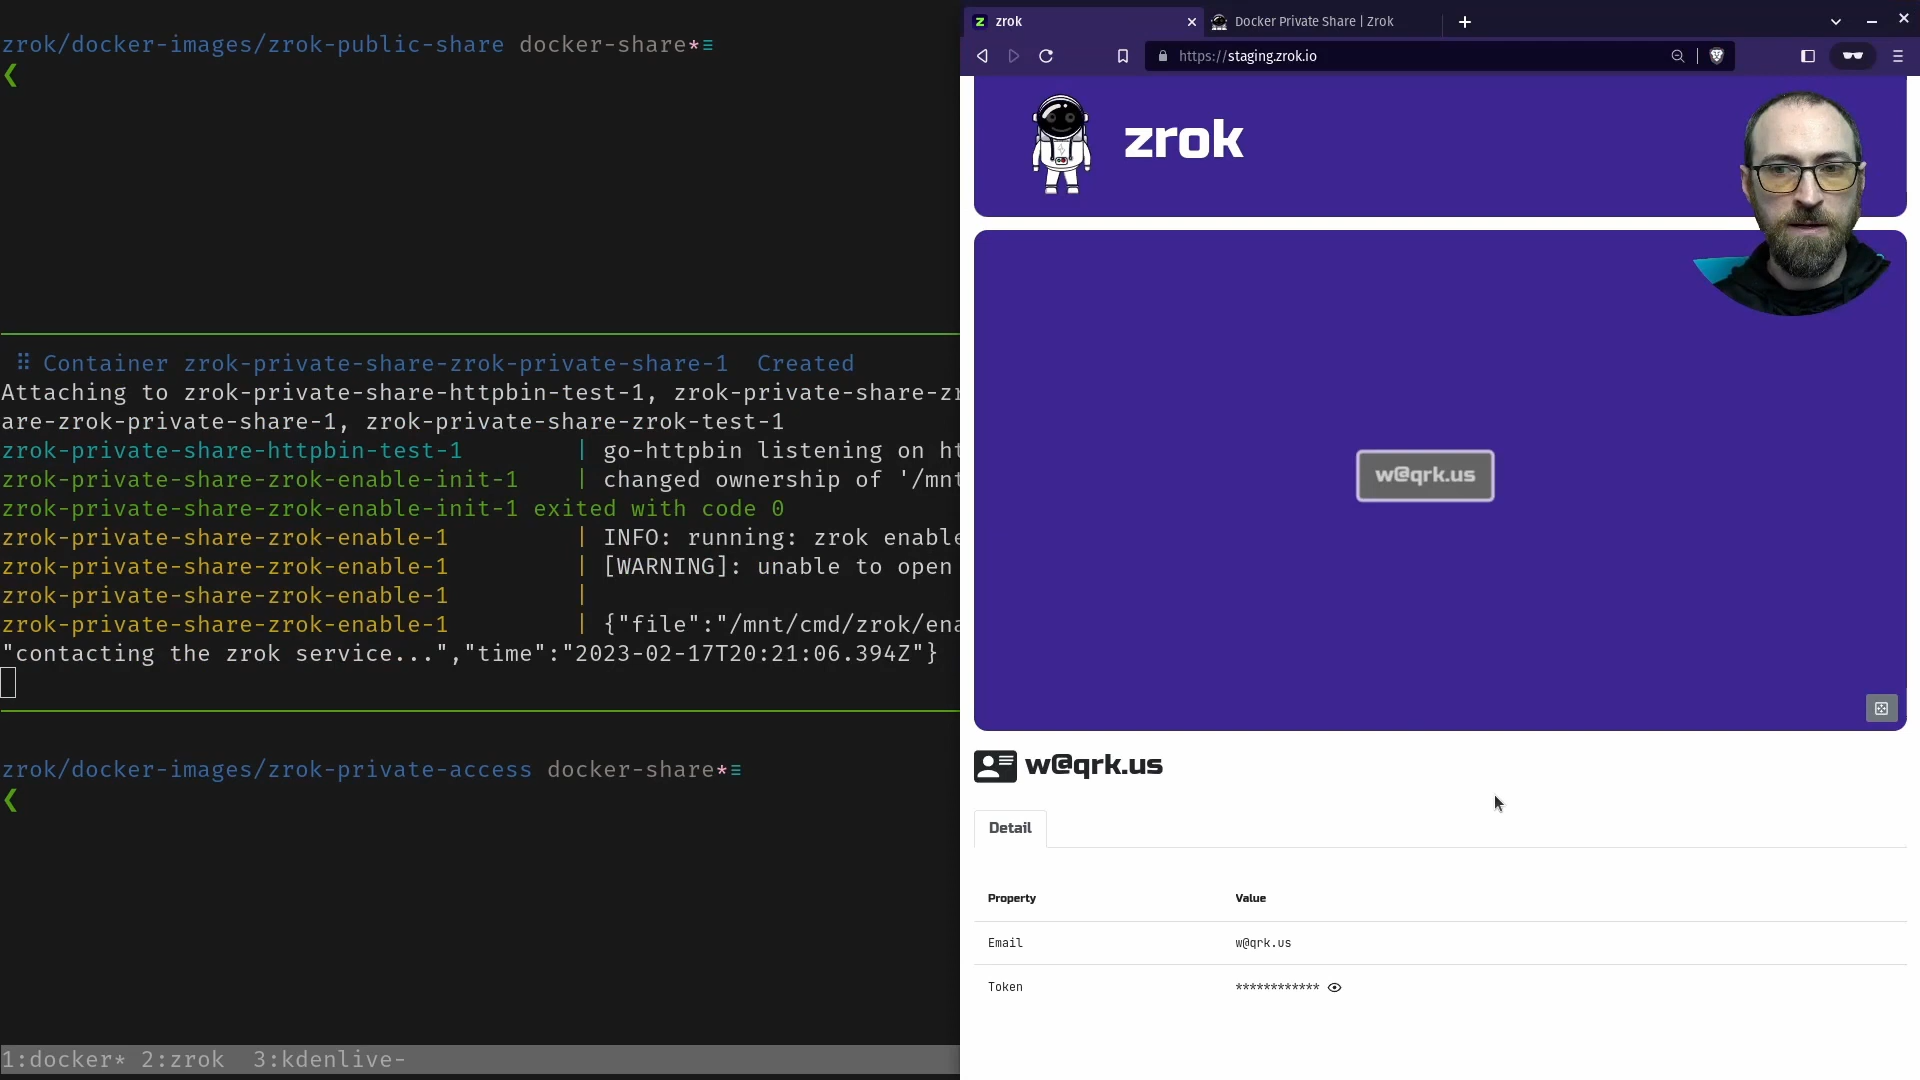 zrok/docker-images/zrok-public-share docker-share*≡
❮
⠿ Container zrok-private-share-zrok-private-share-1  Created
Attaching to zrok-private-share-httpbin-test-1, zrok-private-share-zr
are-zrok-private-share-1, zrok-private-share-zrok-test-1
zrok-private-share-httpbin-test-1 | go-httpbin listening on ht
zrok-private-share-zrok-enable-init-1 | changed ownership of '/mnt
zrok-private-share-zrok-enable-init-1 exited with code 0
zrok-private-share-zrok-enable-1 | INFO: running: zrok enable
zrok-private-share-zrok-enable-1 | [WARNING]: unable to open
zrok-private-share-zrok-enable-1 |
zrok-private-share-zrok-enable-1 | {"file":"/mnt/cmd/zrok/ena
"contacting the zrok service...","time":"2023-02-17T20:21:06.394Z"}
zrok/docker-images/zrok-private-access docker-share*≡
❮
1:docker* 2:zrok  3:kdenlive-
zrok
Docker Private Share | Zrok
https://staging.zrok.io
zrok
w@qrk.us
w@qrk.us
Detail
Property Value
Email w@qrk.us
Token ************